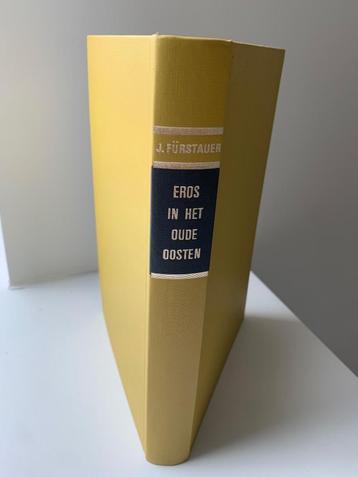 J. FÜRSTAUER
EROS
IN HET
OUDE
OOSTEN